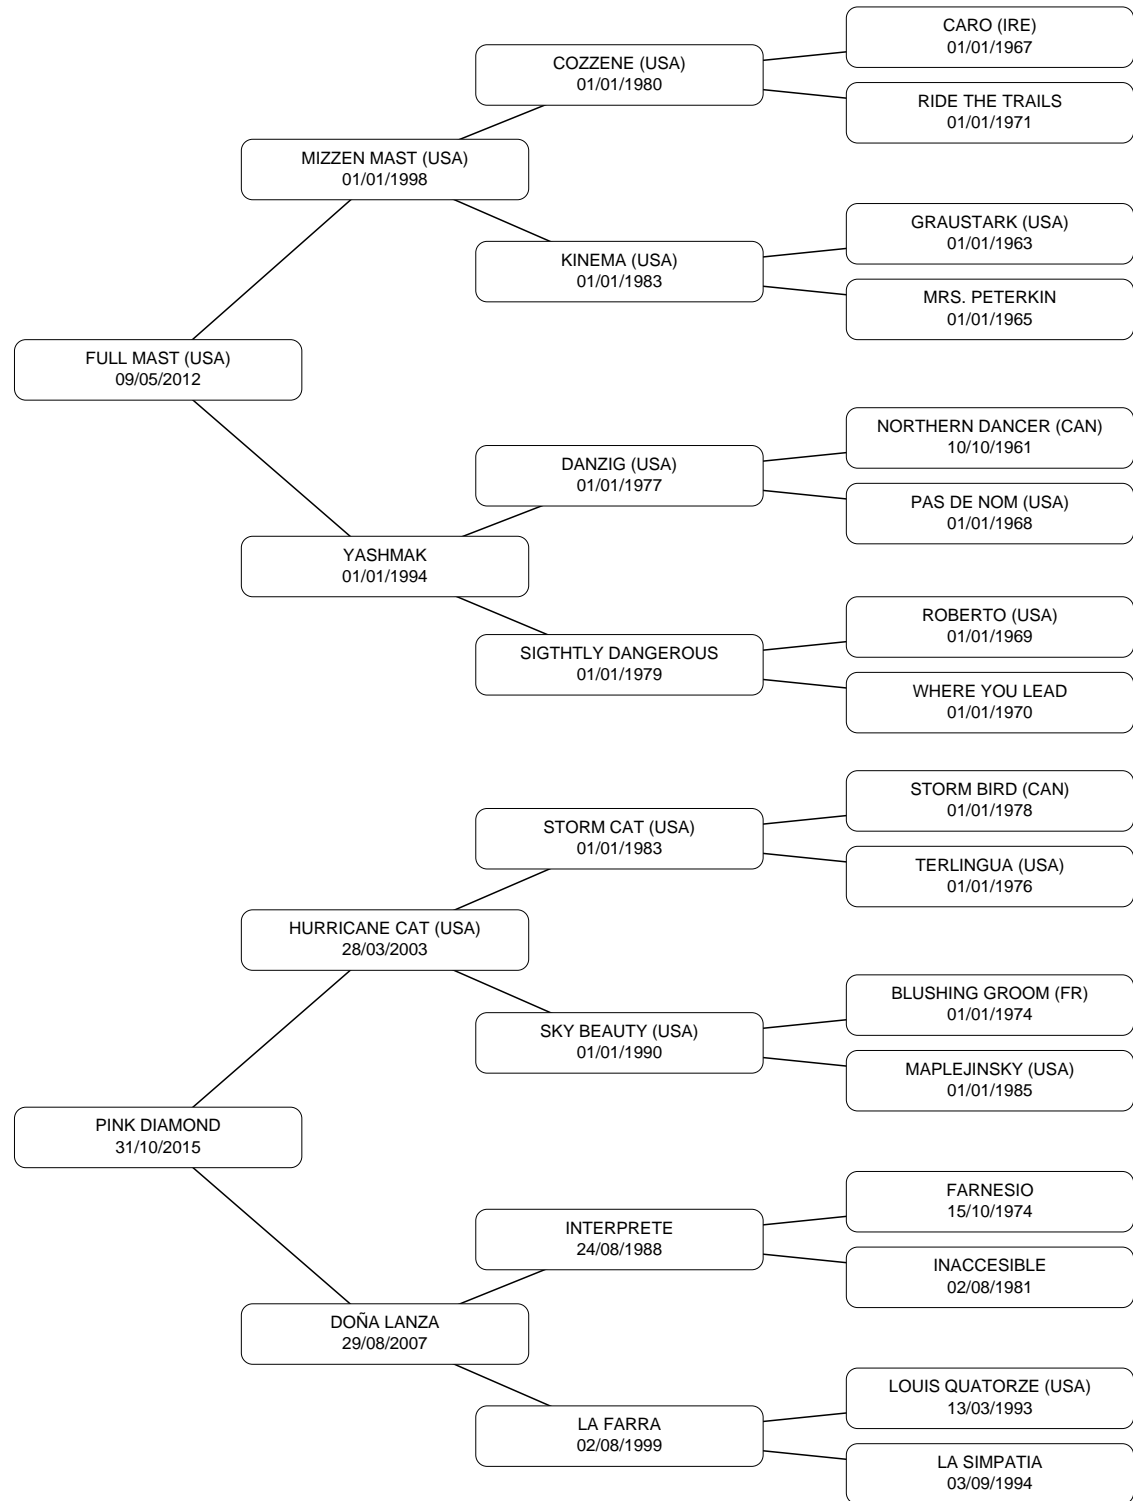 CARO (IRE)
01/01/1967
COZZENE (USA)
01/01/1980
RIDE THE TRAILS
01/01/1971
MIZZEN MAST (USA)
01/01/1998
GRAUSTARK (USA)
01/01/1963
KINEMA (USA)
01/01/1983
MRS. PETERKIN
01/01/1965
FULL MAST (USA)
09/05/2012
NORTHERN DANCER (CAN)
10/10/1961
DANZIG (USA)
01/01/1977
PAS DE NOM (USA)
01/01/1968
YASHMAK
01/01/1994
ROBERTO (USA)
01/01/1969
SIGTHTLY DANGEROUS
01/01/1979
WHERE YOU LEAD
01/01/1970
STORM BIRD (CAN)
01/01/1978
STORM CAT (USA)
01/01/1983
TERLINGUA (USA)
01/01/1976
HURRICANE CAT (USA)
28/03/2003
BLUSHING GROOM (FR)
01/01/1974
SKY BEAUTY (USA)
01/01/1990
MAPLEJINSKY (USA)
01/01/1985
PINK DIAMOND
31/10/2015
FARNESIO
15/10/1974
INTERPRETE
24/08/1988
INACCESIBLE
02/08/1981
DOÑA LANZA
29/08/2007
LOUIS QUATORZE (USA)
13/03/1993
LA FARRA
02/08/1999
LA SIMPATIA
03/09/1994